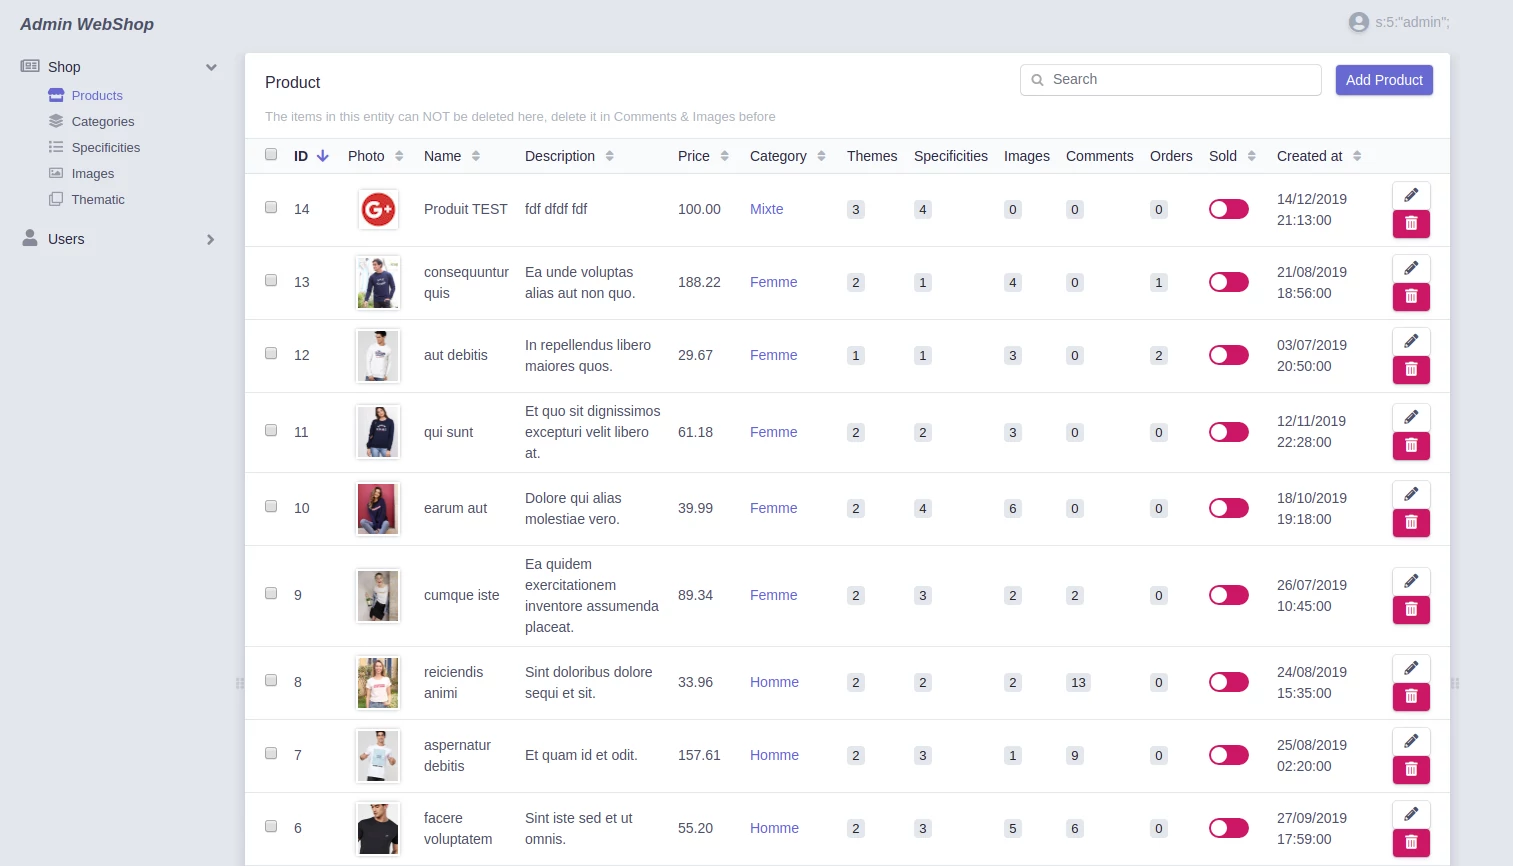 Admin WebShop
s:5:"admin";
Shop
Products
Categories
Specificities
Images
Thematic
Users
Product
Search
Add Product
The items in this entity can NOT be deleted here, delete it in Comments & Images before
ID Photo Name Description Price Category Themes Specificities Images Comments Orders Sold Created at
14 G+ Produit TEST fdf dfdf fdf 100.00 Mixte 3 4 0 0 0 14/12/2019
21:13:00
13 consequuntur Ea unde voluptas 188.22 Femme 2 1 4 0 1 21/08/2019
quis alias aut non quo. 18:56:00
12 aut debitis In repellendus libero 29.67 Femme 1 1 3 0 2 03/07/2019
maiores quos. 20:50:00
11 qui sunt Et quo sit dignissimos 61.18 Femme 2 2 3 0 0 12/11/2019
excepturi velit libero 22:28:00
at.
10 earum aut Dolore qui alias 39.99 Femme 2 4 6 0 0 18/10/2019
molestiae vero. 19:18:00
9 cumque iste Ea quidem 89.34 Femme 2 3 2 2 0 26/07/2019
exercitationem 10:45:00
inventore assumenda
placeat.
8 reiciendis Sint doloribus dolore 33.96 Homme 2 2 2 13 0 24/08/2019
animi sequi et sit. 15:35:00
7 aspernatur Et quam id et odit. 157.61 Homme 2 3 1 9 0 25/08/2019
debitis 02:20:00
6 facere Sint iste sed et ut 55.20 Homme 2 3 5 6 0 27/09/2019
voluptatem omnis. 17:59:00